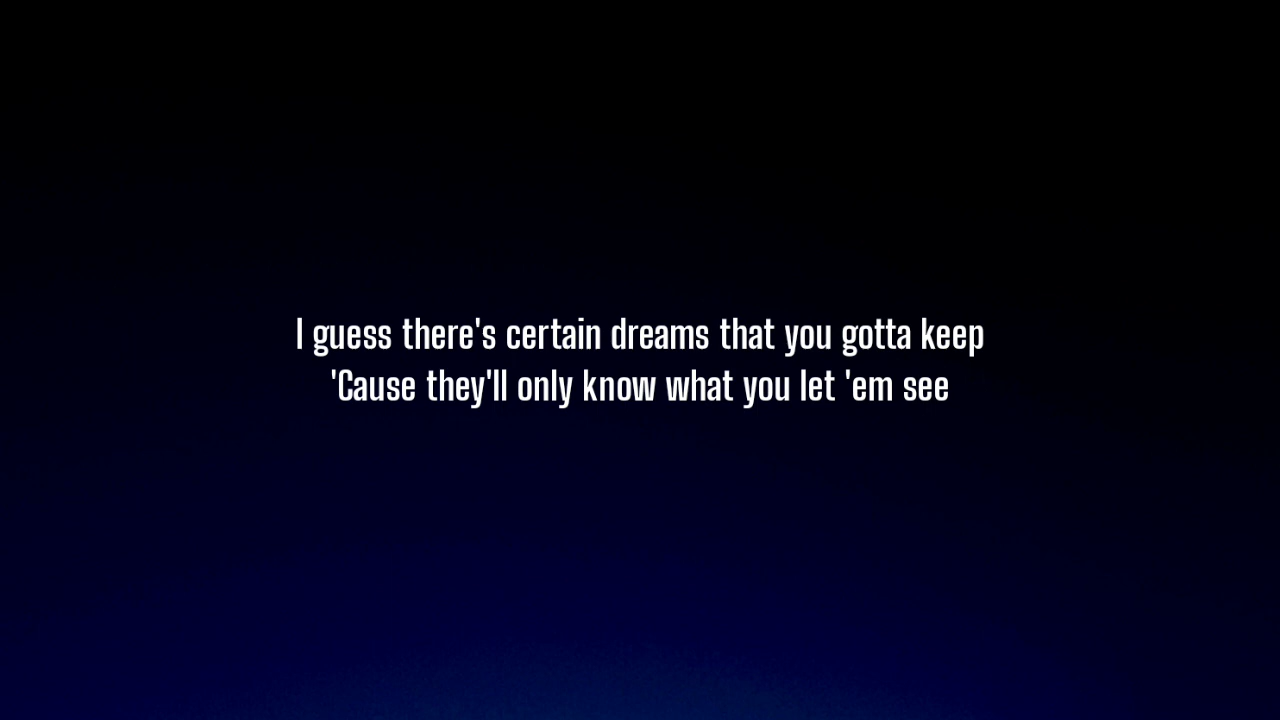 I guess there's certain dreams that you gotta keep
'Cause they'll only know what you let 'em see